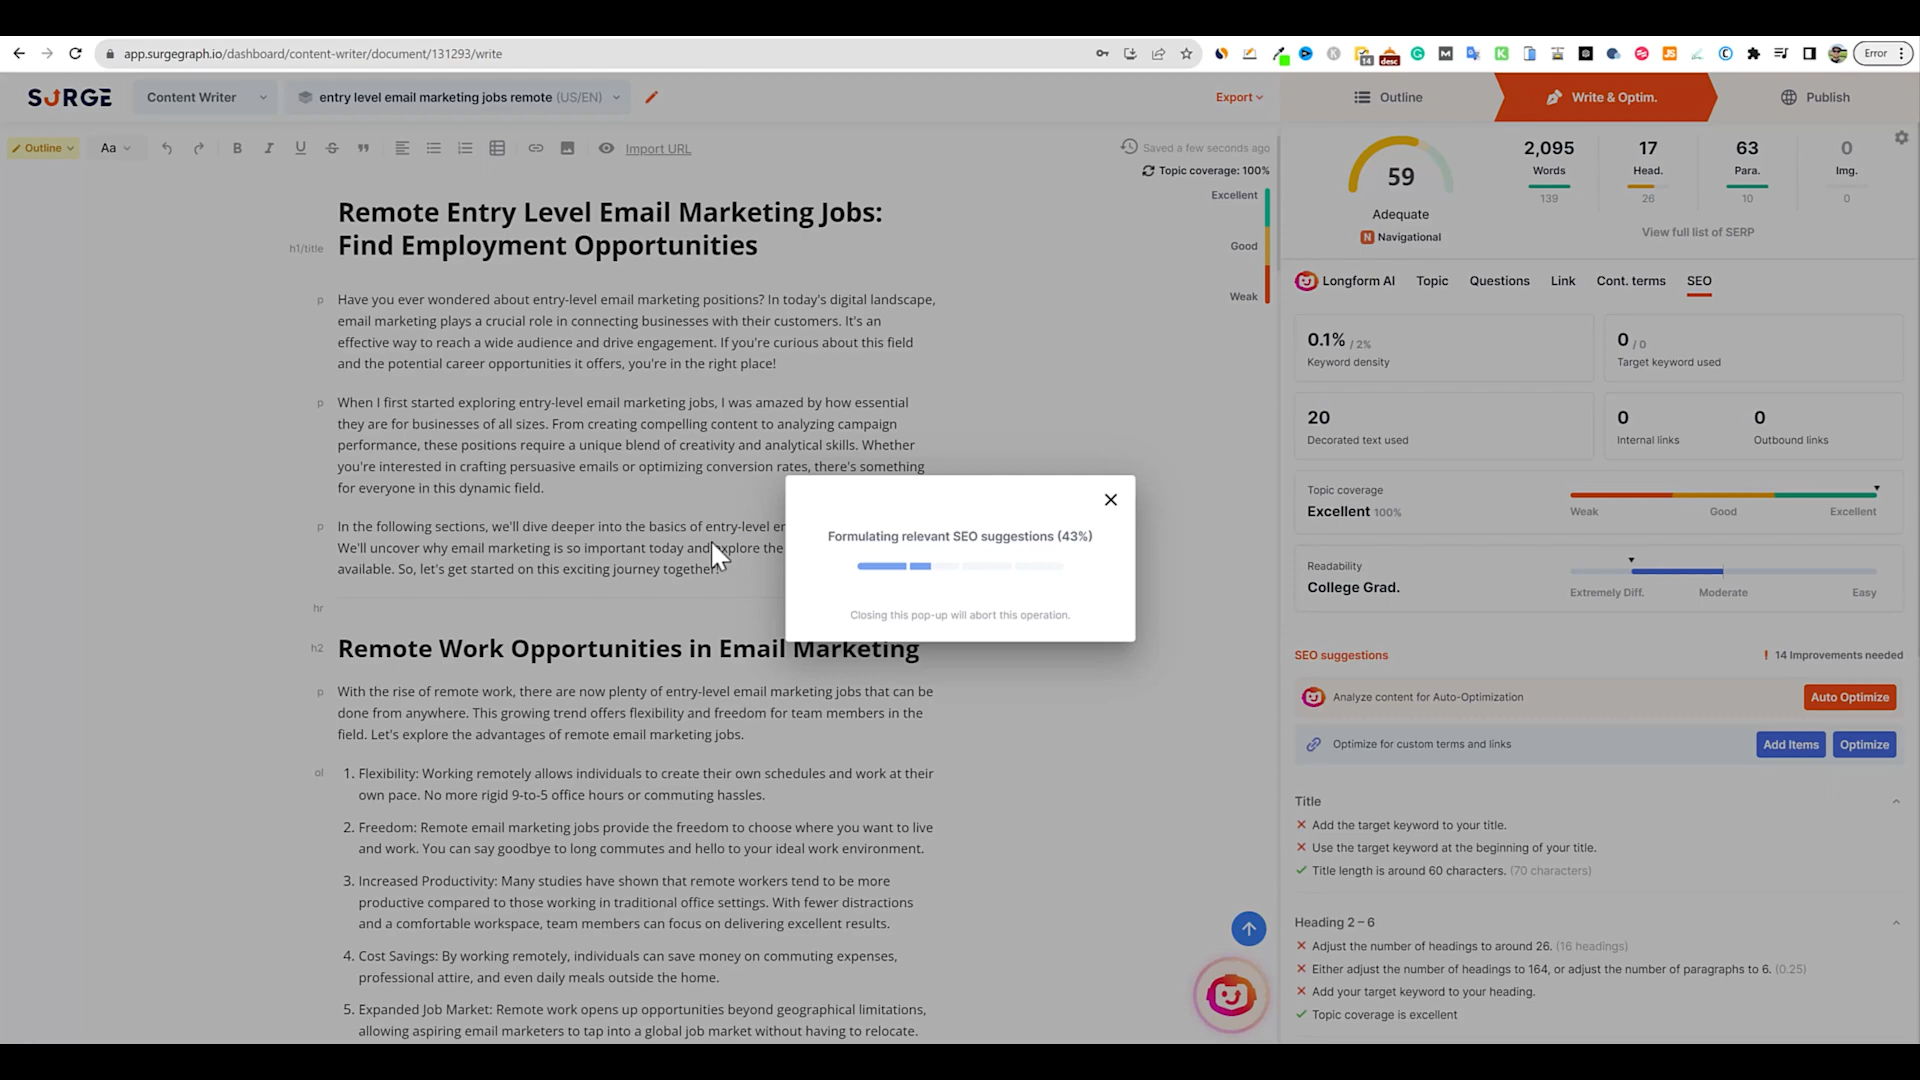 app.surgegraph.io/dashboard/content-writer/document/131293/write
14
desc
Error
SURGE
Content Writer
entry level email marketing jobs remote (US/EN)
Export
Outline
Write & Optim.
Publish
Outline
Aa
Import URL
Saved a few seconds ago
Topic coverage: 100%
Excellent
Good
Weak
h1/title
Remote Entry Level Email Marketing Jobs:
Find Employment Opportunities
p
Have you ever wondered about entry-level email marketing positions? In today's digital landscape,
email marketing plays a crucial role in connecting businesses with their customers. It's an
effective way to reach a wide audience and drive engagement. If you're curious about this field
and the potential career opportunities it offers, you're in the right place!
p
When I first started exploring entry-level email marketing jobs, I was amazed by how essential
they are for businesses of all sizes. From creating compelling content to analyzing campaign
performance, these positions require a unique blend of creativity and analytical skills. Whether
you're interested in crafting persuasive emails or optimizing conversion rates, there's something
for everyone in this dynamic field.
p
In the following sections, we'll dive deeper into the basics of entry-level
We'll uncover why email marketing is so important today and explore the
available. So, let's get started on this exciting journey together!
hr
h2
Remote Work Opportunities in Email Marketing
p
With the rise of remote work, there are now plenty of entry-level email marketing jobs that can be
done from anywhere. This growing trend offers flexibility and freedom for team members in the
field. Let's explore the advantages of remote email marketing jobs.
ol
1. Flexibility: Working remotely allows individuals to create their own schedules and work at their
own pace. No more rigid 9-to-5 office hours or commuting hassles.
2. Freedom: Remote email marketing jobs provide the freedom to choose where you want to live
and work. You can say goodbye to long commutes and hello to your ideal work environment.
3. Increased Productivity: Many studies have shown that remote workers tend to be more
productive compared to those working in traditional office settings. With fewer distractions
and a comfortable workspace, team members can focus on delivering excellent results.
4. Cost Savings: By working remotely, individuals can save money on commuting expenses,
professional attire, and even daily meals outside the home.
5. Expanded Job Market: Remote work opens up opportunities beyond geographical limitations,
allowing aspiring email marketers to tap into a global job market without having to relocate.
Formulating relevant SEO suggestions (43%)
Closing this pop-up will abort this operation.
59
Adequate
N Navigational
2,095
Words
139
17
Head.
26
63
Para.
10
0
Img.
0
View full list of SERP
Longform AI
Topic
Questions
Link
Cont. terms
SEO
0.1% / 2%
Keyword density
0 / 0
Target keyword used
20
Decorated text used
0
Internal links
0
Outbound links
Topic coverage
Excellent 100%
Weak
Good
Excellent
Readability
College Grad.
Extremely Diff.
Moderate
Easy
SEO suggestions
! 14 Improvements needed
Analyze content for Auto-Optimization
Auto Optimize
Optimize for custom terms and links
Add Items
Optimize
Title
Add the target keyword to your title.
Use the target keyword at the beginning of your title.
Title length is around 60 characters. (70 characters)
Heading 2 – 6
Adjust the number of headings to around 26. (16 headings)
Either adjust the number of headings to 164, or adjust the number of paragraphs to 6. (0.25)
Add your target keyword to your heading.
Topic coverage is excellent